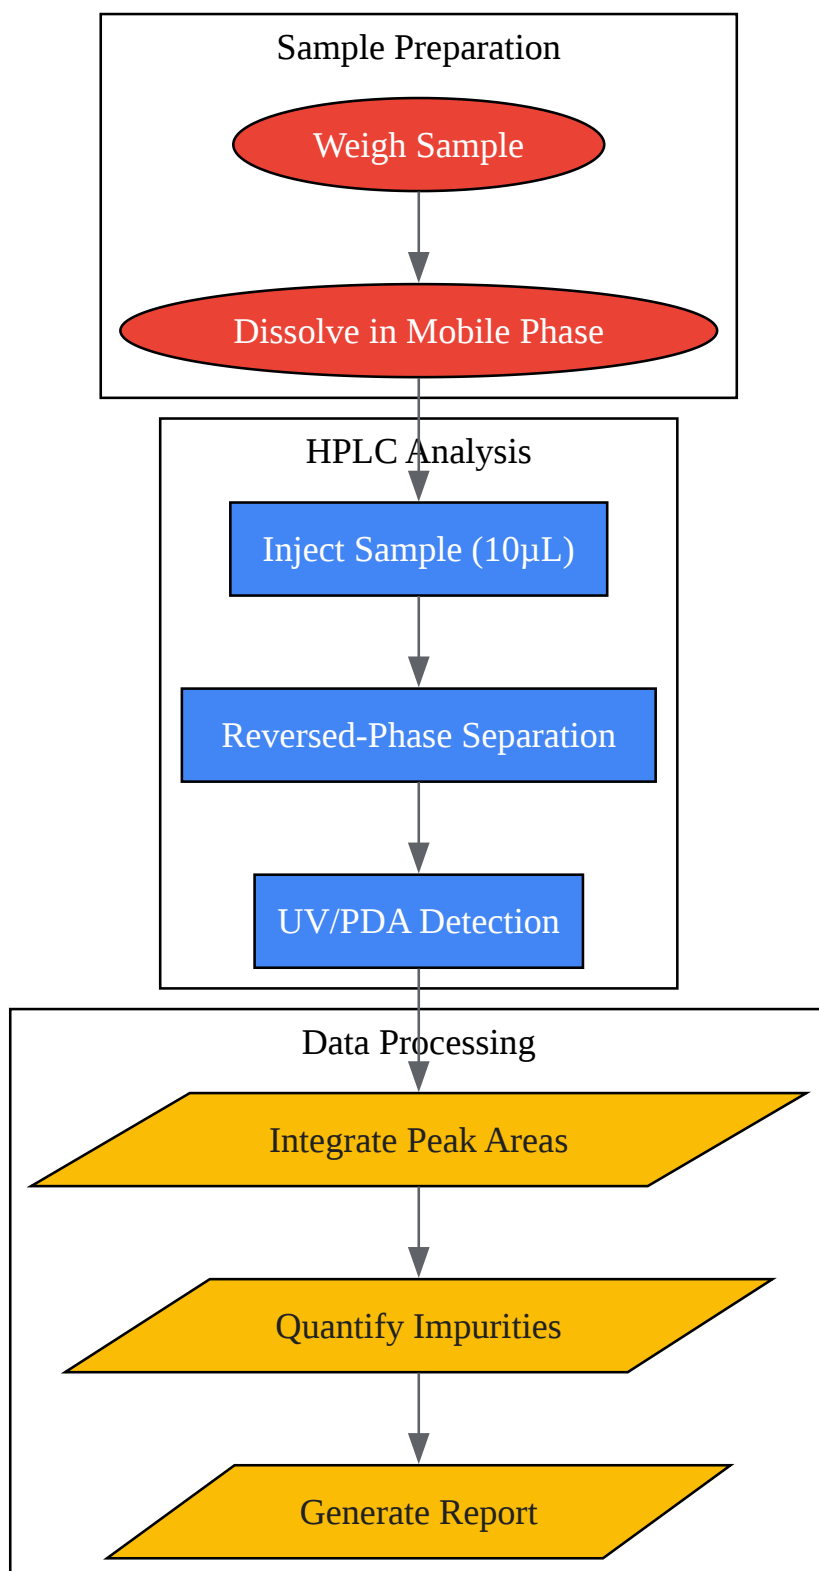 Sample Preparation
Weigh Sample
Dissolve in Mobile Phase
HPLC Analysis
Inject Sample (10µL)
Reversed-Phase Separation
UV/PDA Detection
Data Processing
Integrate Peak Areas
Quantify Impurities
Generate Report